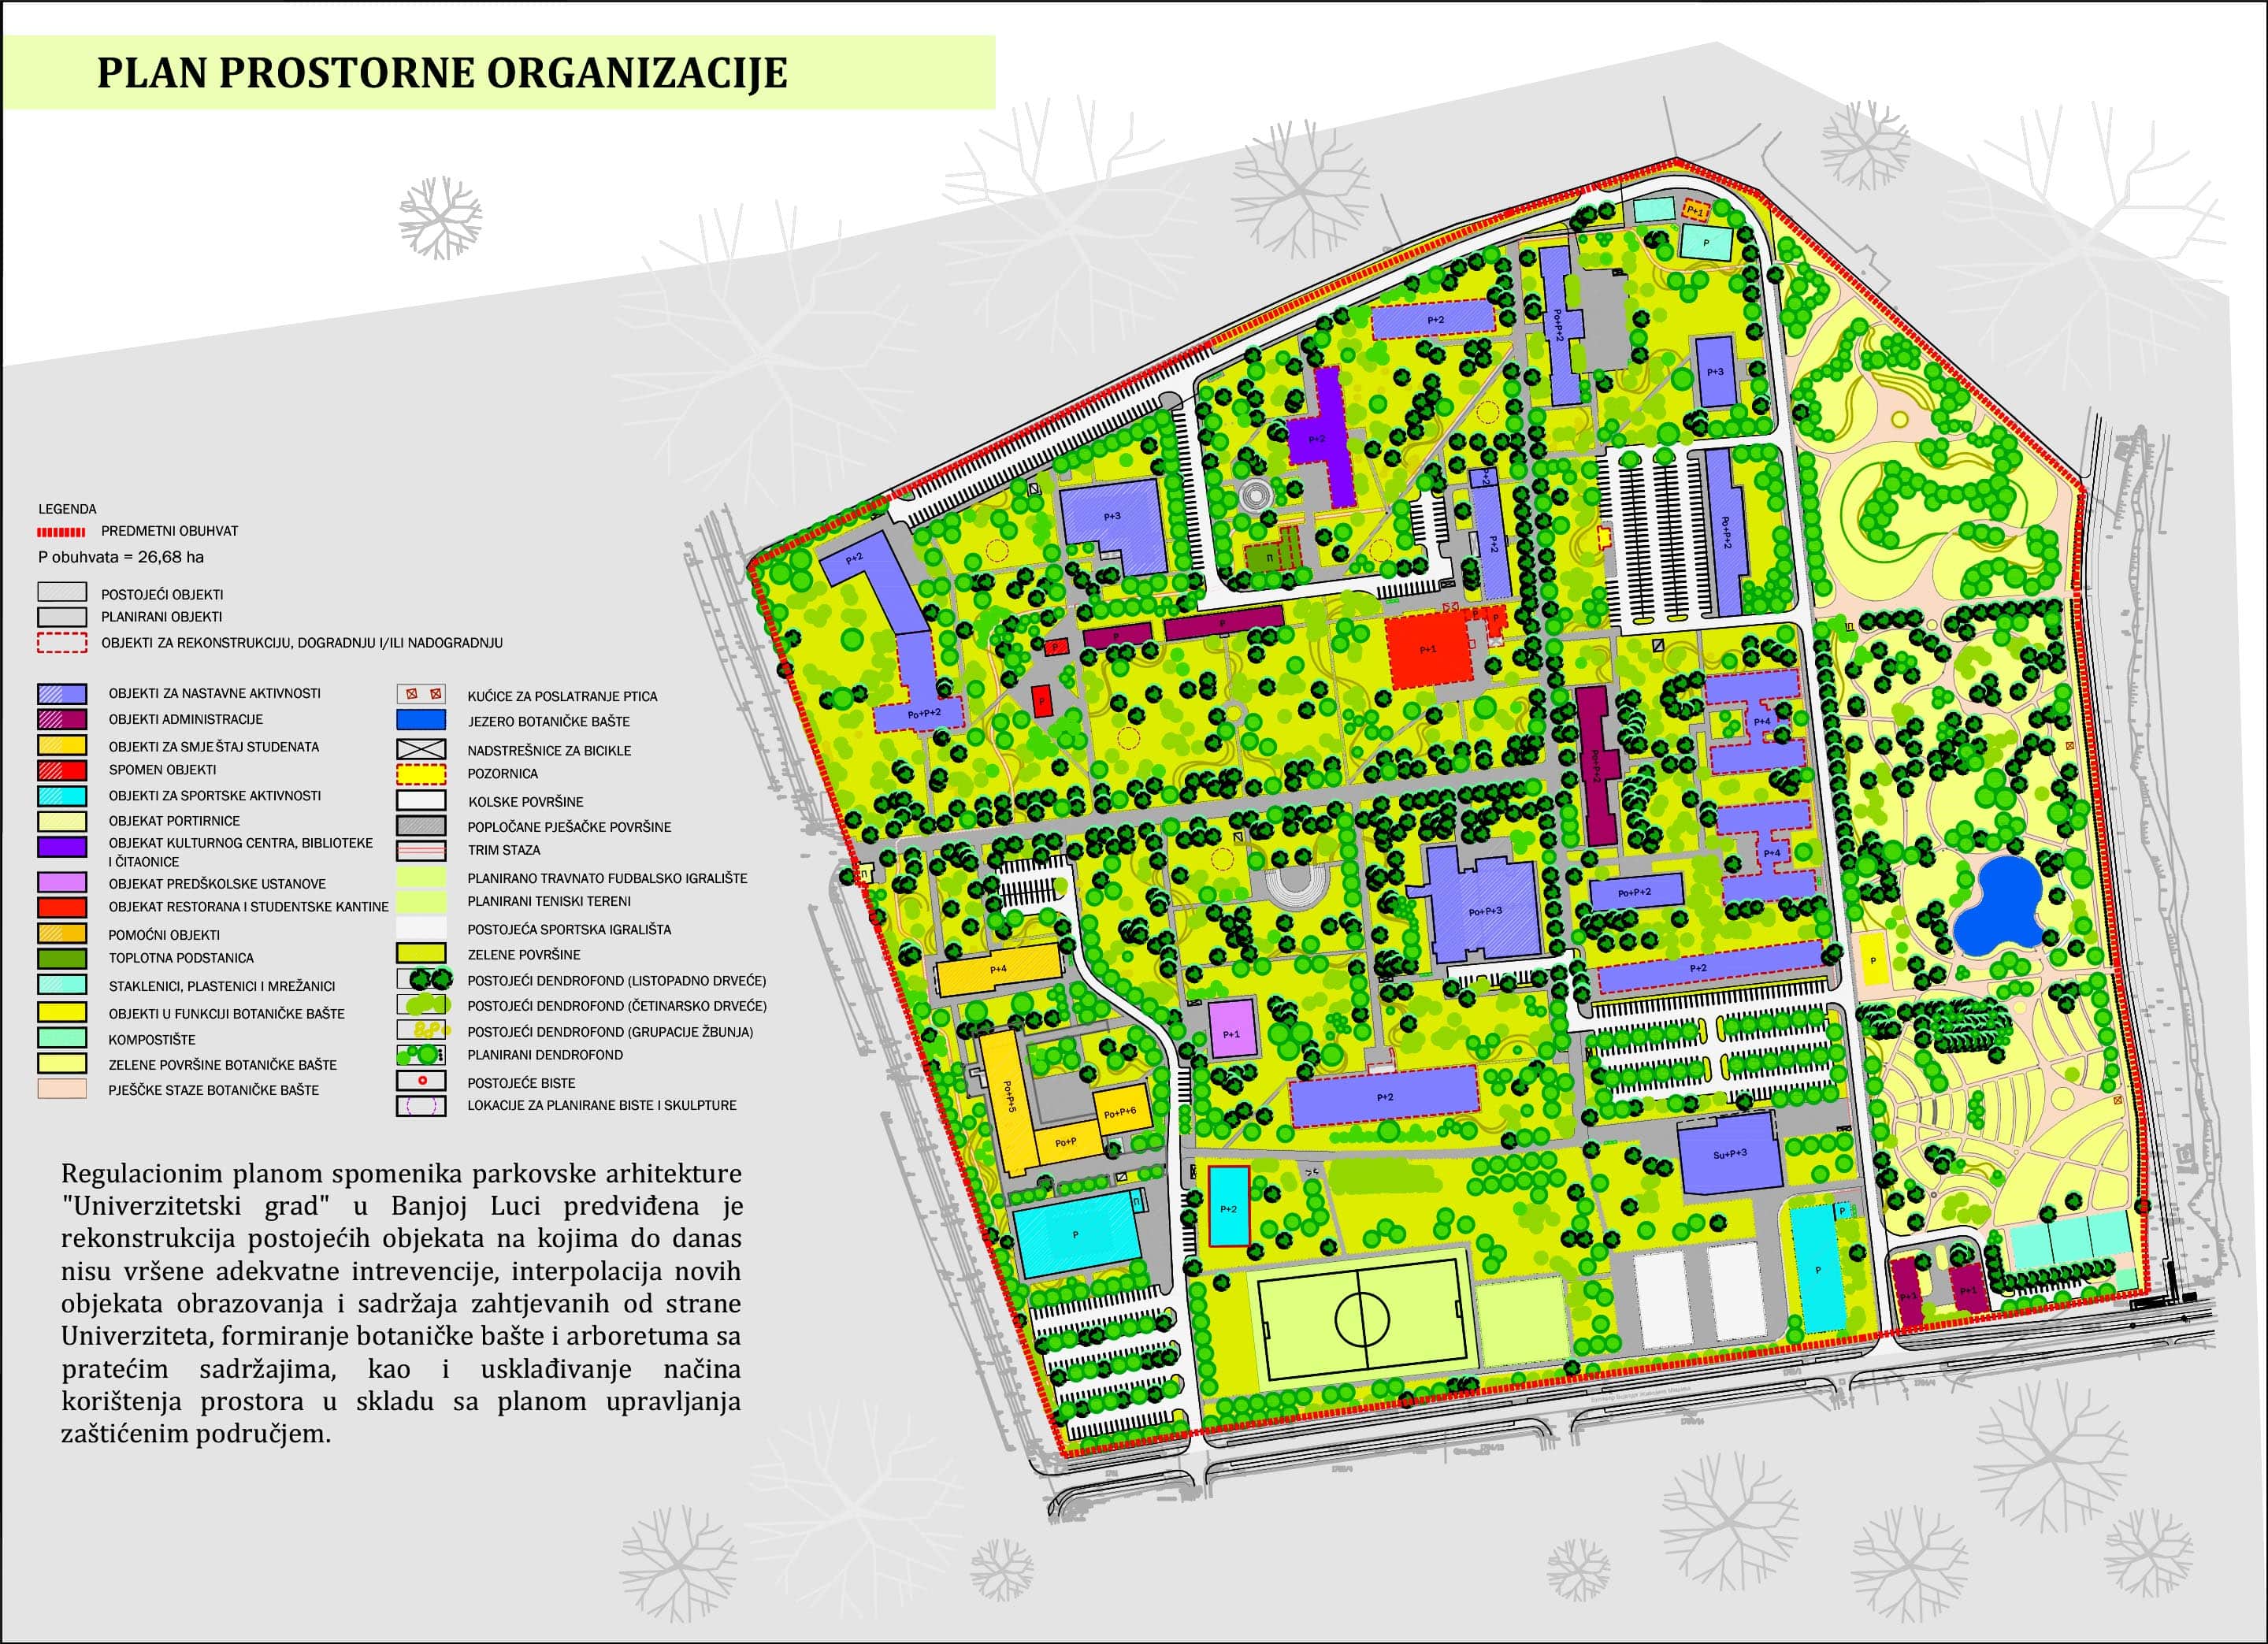 PLAN PROSTORNE ORGANIZACIJE
LEGENDA
PREDMETNI OBUHVAT
P obuhvata = 26,68 ha
POSTOJEĆI OBJEKTI
PLANIRANI OBJEKTI
OBJEKTI ZA REKONSTRUKCIJU, DOGRADNJU I/ILI NADOGRADNJU
OBJEKTI ZA NASTAVNE AKTIVNOSTI
OBJEKTI ADMINISTRACIJE
OBJEKTI ZA SMJEŠTAJ STUDENATA
SPOMEN OBJEKTI
OBJEKTI ZA SPORTSKE AKTIVNOSTI
OBJEKAT PORTIRNICE
OBJEKAT KULTURNOG CENTRA, BIBLIOTEKE
I ČITAONICE
OBJEKAT PREDŠKOLSKE USTANOVE
OBJEKAT RESTORANA I STUDENTSKE KANTINE
POMOĆNI OBJEKTI
TOPLOTNA PODSTANICA
STAKLENICI, PLASTENICI I MREŽANICI
OBJEKTI U FUNKCIJI BOTANIČKE BAŠTE
KOMPOSTIŠTE
ZELENE POVRŠINE BOTANIČKE BAŠTE
PJEŠČKE STAZE BOTANIČKE BAŠTE
KUĆICE ZA POSLATRANJE PTICA
JEZERO BOTANIČKE BAŠTE
NADSTREŠNICE ZA BICIKLE
POZORNICA
KOLSKE POVRŠINE
POPLOČANE PJEŠAČKE POVRŠINE
TRIM STAZA
PLANIRANO TRAVNATO FUDBALSKO IGRALIŠTE
PLANIRANI TENISKI TERENI
POSTOJEĆA SPORTSKA IGRALIŠTA
ZELENE POVRŠINE
POSTOJEĆI DENDROFOND (LISTOPADNO DRVEĆE)
POSTOJEĆI DENDROFOND (ČETINARSKO DRVEĆE)
POSTOJEĆI DENDROFOND (GRUPACIJE ŽBUNJA)
PLANIRANI DENDROFOND
POSTOJEĆE BISTE
LOKACIJE ZA PLANIRANE BISTE I SKULPTURE
Regulacionim planom spomenika parkovske arhitekture
"Univerzitetski grad" u Banjoj Luci predviđena je
rekonstrukcija postojećih objekata na kojima do danas
nisu vršene adekvatne intrevencije, interpolacija novih
objekata obrazovanja i sadržaja zahtjevanih od strane
Univerziteta, formiranje botaničke bašte i arboretuma sa
pratećim sadržajima, kao i usklađivanje načina
korištenja prostora u skladu sa planom upravljanja
zaštićenim područjem.
P+1
P
P+2
Po+P+2
P+3
P+2
P+2
P+3
P+2
P+2
Po+P+2
П
P
P
P
P
P+1
P
P
Po+P+2
Po+P+2
P+4
P+4
П
P+4
Po+P+3
Po+P+2
P+2
P
P+1
Po+P+5
Po+P+6
Po+P
P+2
Su+P+3
P
P+2
P
P
P+1
P+1